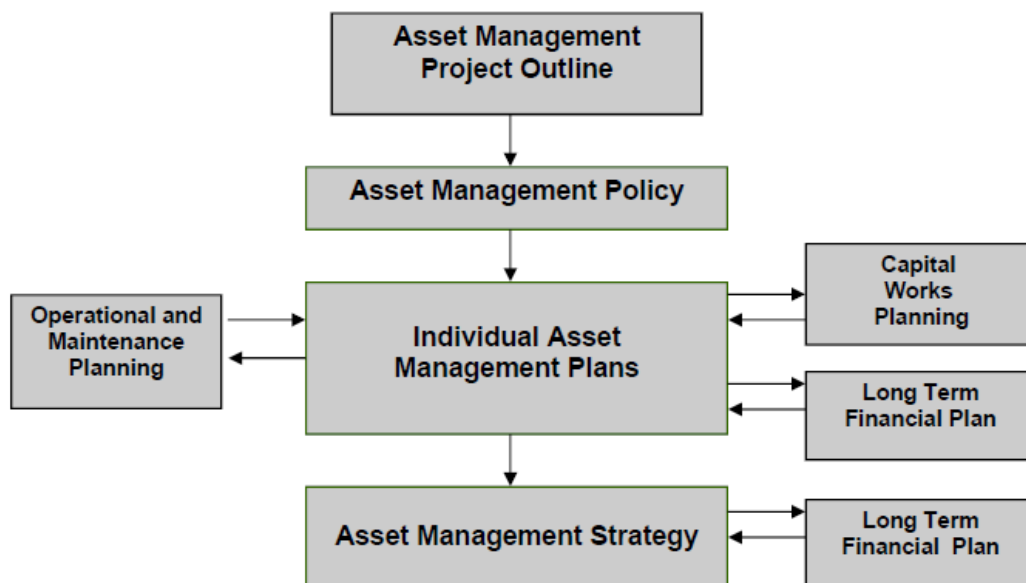 Asset Management
Project Outline
Asset Management Policy
Capital
Works
Planning
Operational and
Maintenance
Planning
Individual Asset
Management Plans
Long Term
Financial Plan
Asset Management Strategy
Long Term
Financial Plan